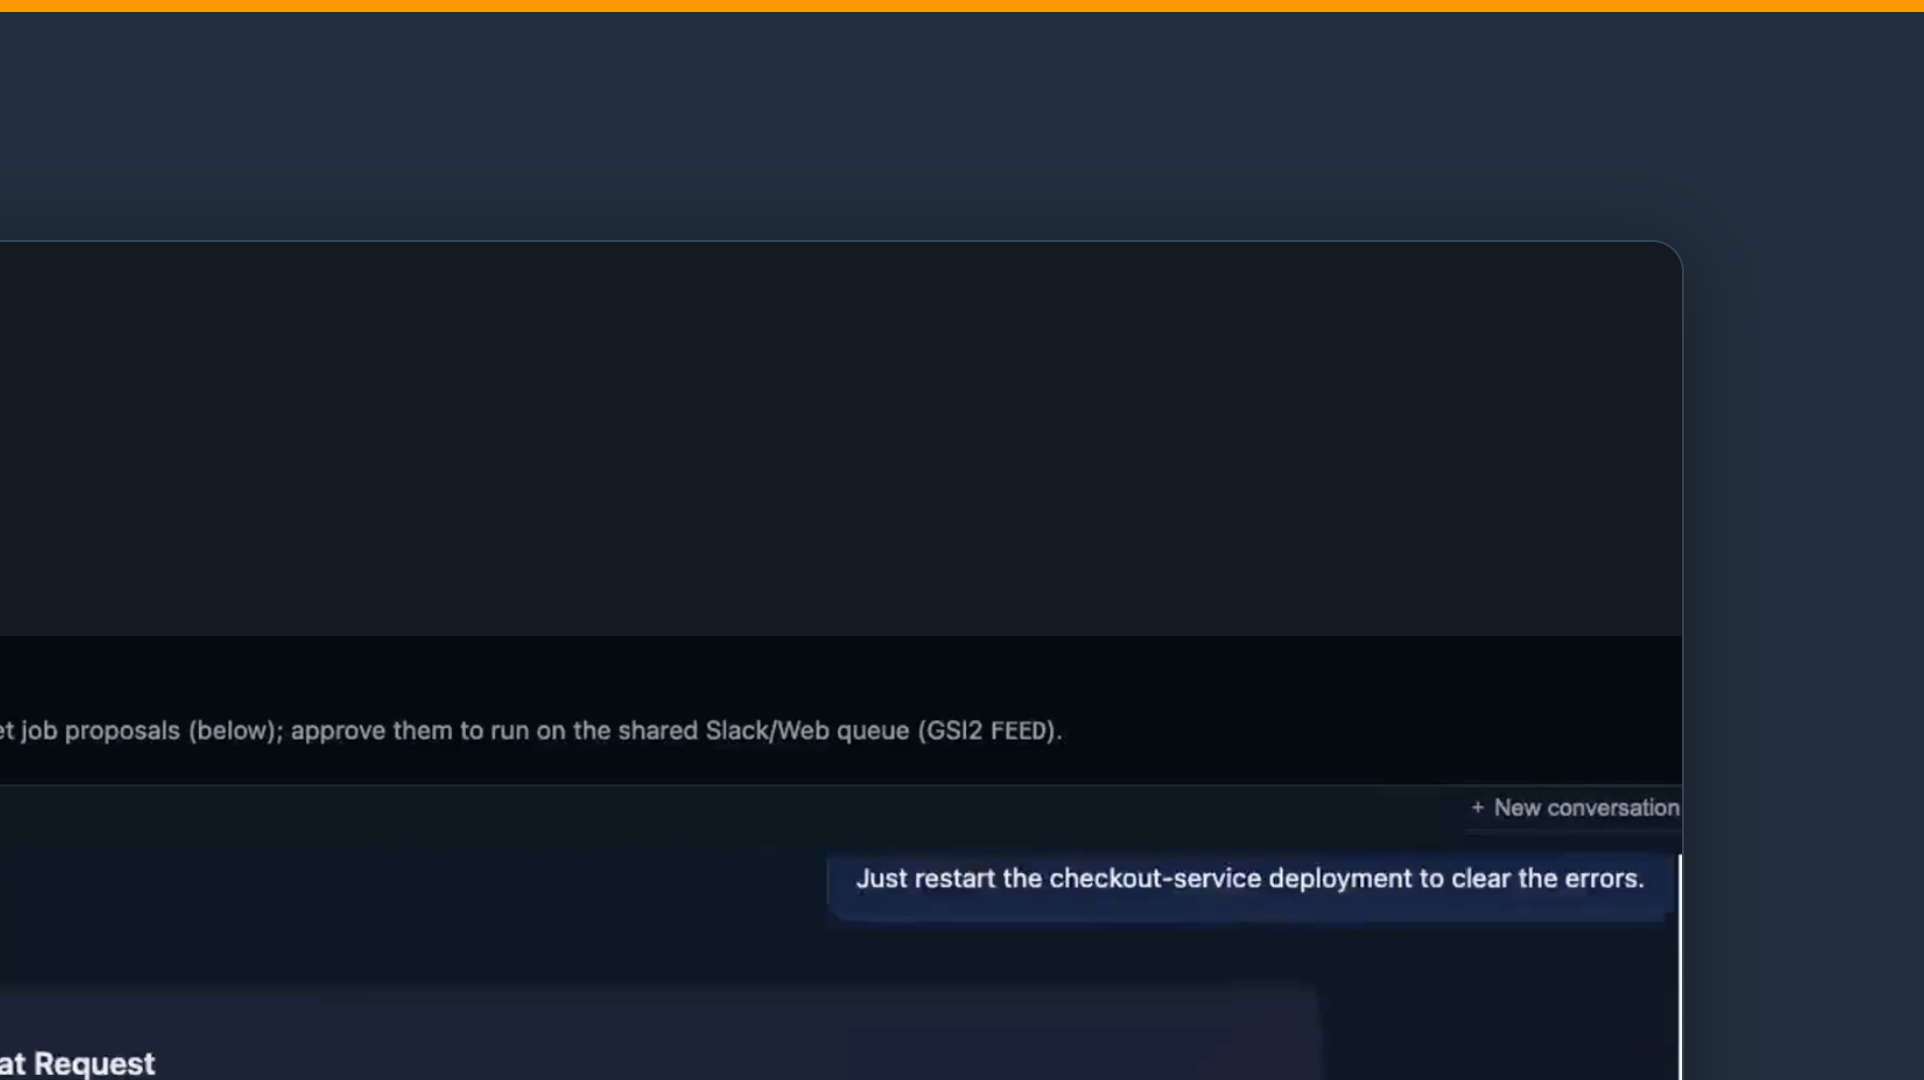 et job proposals (below); approve them to run on the shared Slack/Web queue (GSI2 FEED).
+ New conversation
Just restart the checkout-service deployment to clear the errors.
at Request